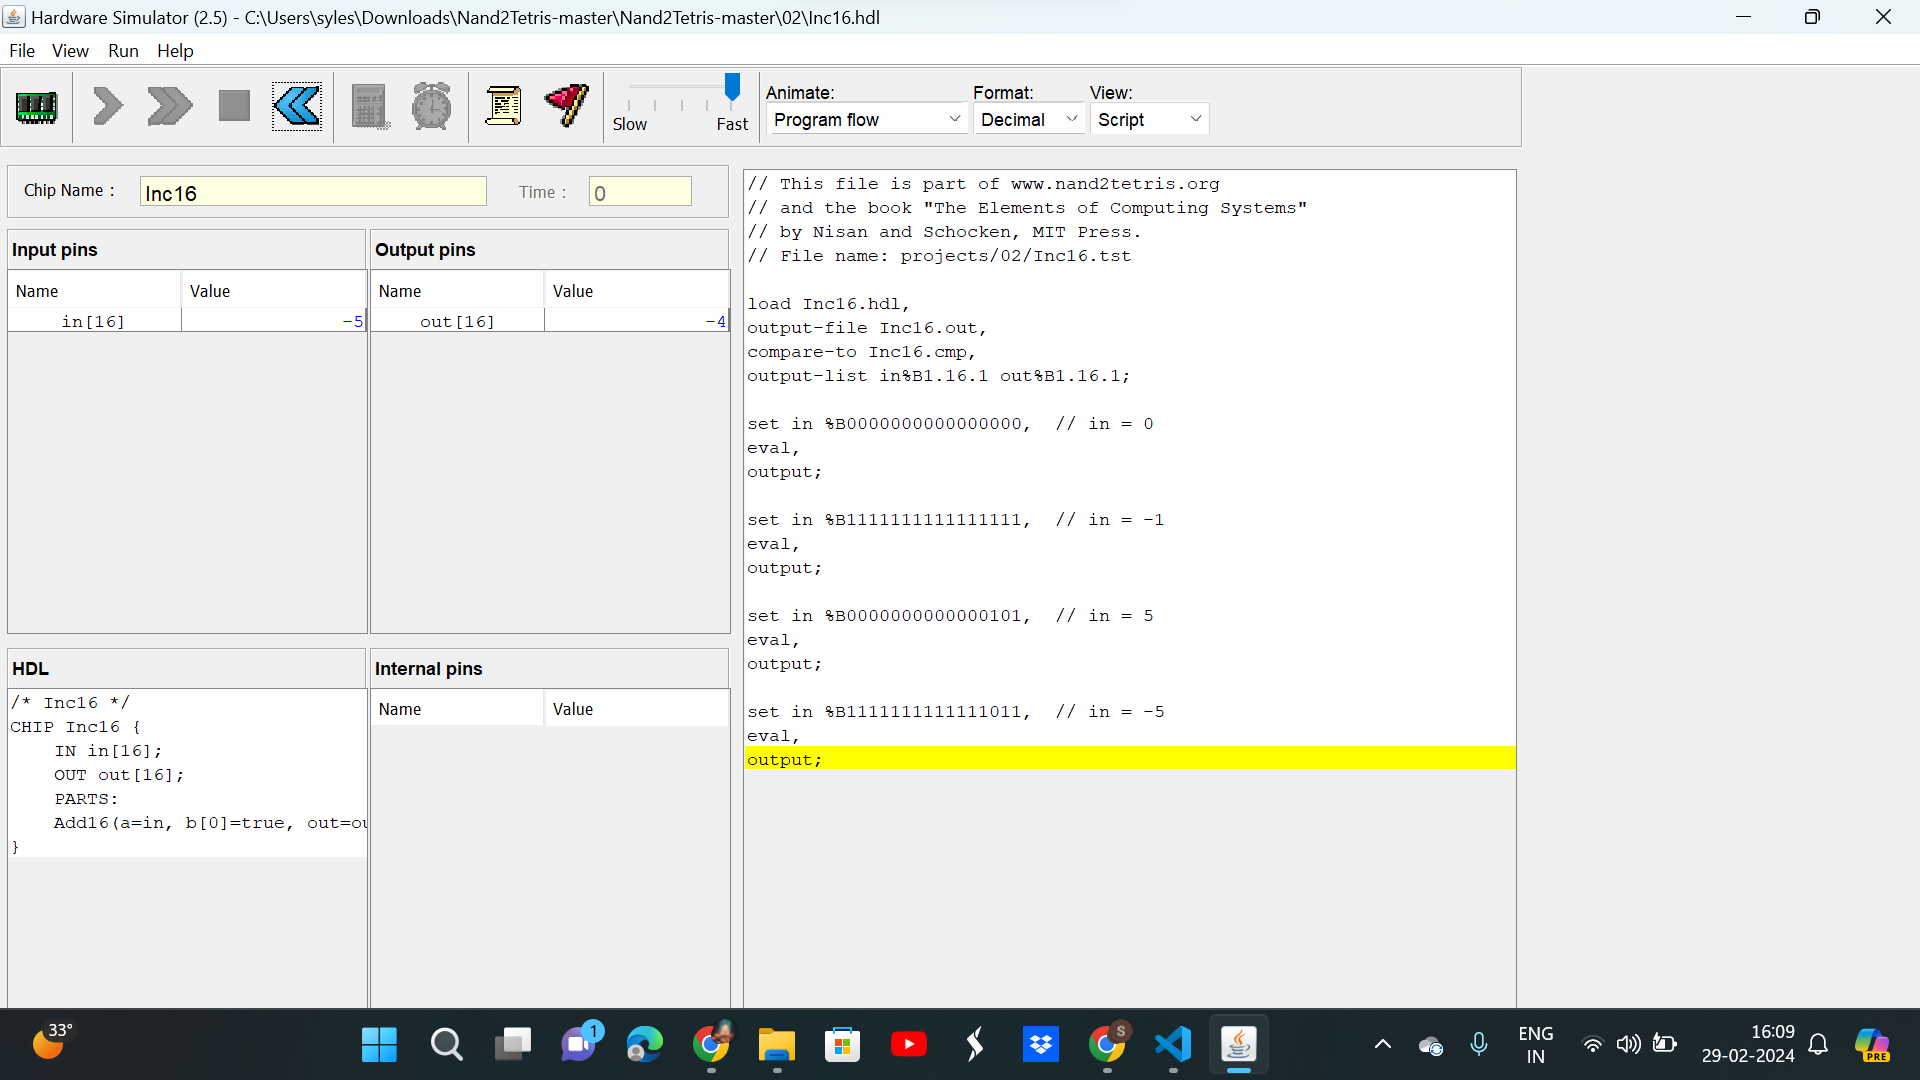 Hardware Simulator (2.5) - C:\Users\syles\Downloads\Nand2Tetris-master\Nand2Tetris-master\02\Inc16.hdl
File View Run Help
Slow Fast
Animate: Format: View:
Program flow Decimal Script
Chip Name : Inc16 Time : 0
Input pins
Name Value
in[16] -5
Output pins
Name Value
out[16] -4
HDL
/* Inc16 */
CHIP Inc16 {
    IN in[16];
    OUT out[16];
    PARTS:
    Add16(a=in, b[0]=true, out=ou
}
Internal pins
Name Value
// This file is part of www.nand2tetris.org
// and the book "The Elements of Computing Systems"
// by Nisan and Schocken, MIT Press.
// File name: projects/02/Inc16.tst
load Inc16.hdl,
output-file Inc16.out,
compare-to Inc16.cmp,
output-list in%B1.16.1 out%B1.16.1;
set in %B0000000000000000,  // in = 0
eval,
output;
set in %B1111111111111111,  // in = -1
eval,
output;
set in %B0000000000000101,  // in = 5
eval,
output;
set in %B1111111111111011,  // in = -5
eval,
output;
33°
1
S
ENG
IN
16:09
29-02-2024
PRE